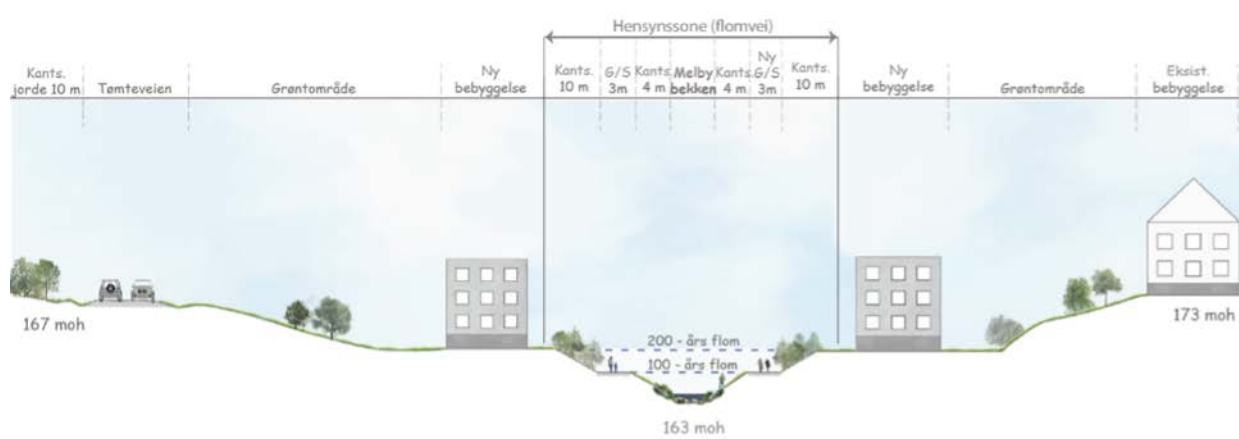 Hensynssone (flomvei)
Kants.
jorde 10 m
Tømteveien
Grøntområde
Ny
bebyggelse
Kants.
10 m
G/S
3m
Kants.
4 m
Melby
bekken
Kants.
4 m
Ny
G/S
3m
Kants.
10 m
Ny
bebyggelse
Grøntområde
Eksist.
bebyggelse
167 moh
200 - års flom
100 - års flom
173 moh
163 moh